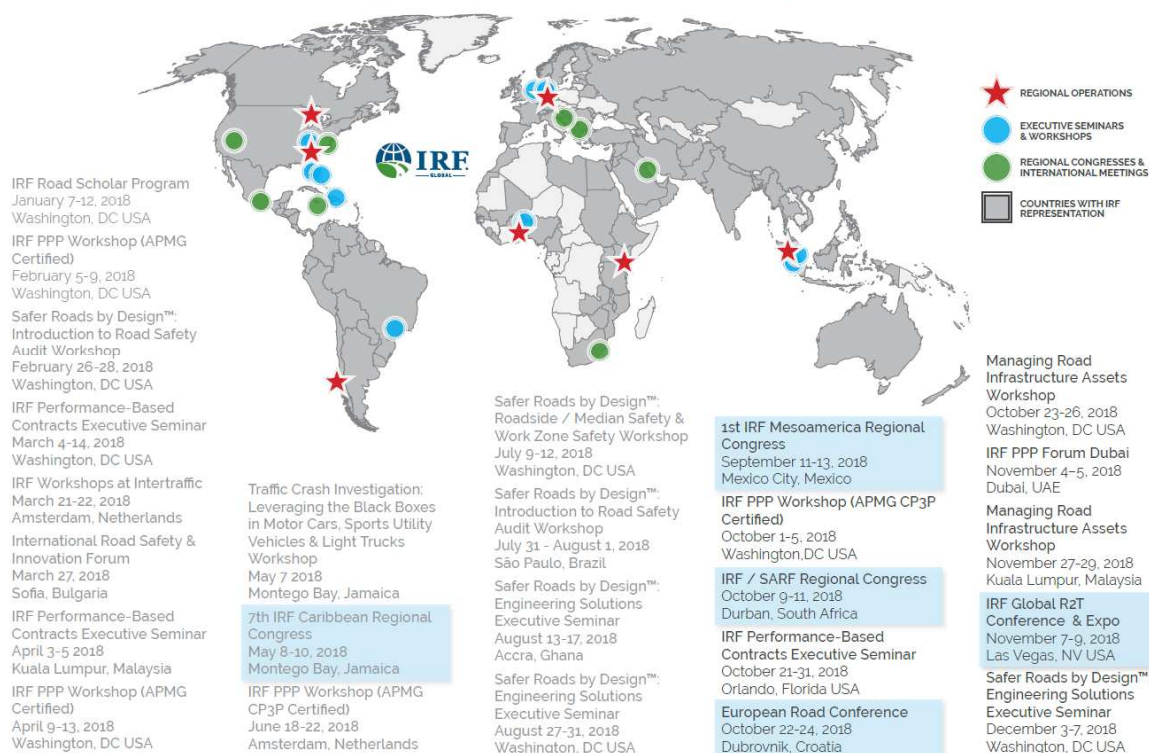 REGIONAL OPERATIONS
EXECUTIVE SEMINARS
& WORKSHOPS
REGIONAL CONGRESSES &
INTERNATIONAL MEETINGS
COUNTRIES WITH IRF
REPRESENTATION
IRF
GLOBAL
IRF Road Scholar Program
January 7-12, 2018
Washington, DC USA
IRF PPP Workshop (APMG
Certified)
February 5-9, 2018
Washington, DC USA
Safer Roads by Design™:
Introduction to Road Safety
Audit Workshop
February 26-28, 2018
Washington, DC USA
IRF Performance-Based
Contracts Executive Seminar
March 4-14, 2018
Washington, DC USA
IRF Workshops at Intertraffic
March 21-22, 2018
Amsterdam, Netherlands
International Road Safety &
Innovation Forum
March 27, 2018
Sofia, Bulgaria
IRF Performance-Based
Contracts Executive Seminar
April 3-5 2018
Kuala Lumpur, Malaysia
IRF PPP Workshop (APMG
Certified)
April 9-13, 2018
Washington, DC USA
Traffic Crash Investigation:
Leveraging the Black Boxes
in Motor Cars, Sports Utility
Vehicles & Light Trucks
Workshop
May 7 2018
Montego Bay, Jamaica
7th IRF Caribbean Regional
Congress
May 8-10, 2018
Montego Bay, Jamaica
IRF PPP Workshop (APMG
CP3P Certified)
June 18-22, 2018
Amsterdam, Netherlands
Safer Roads by Design™:
Roadside / Median Safety &
Work Zone Safety Workshop
July 9-12, 2018
Washington, DC USA
Safer Roads by Design™:
Introduction to Road Safety
Audit Workshop
July 31 - August 1, 2018
São Paulo, Brazil
Safer Roads by Design™:
Engineering Solutions
Executive Seminar
August 13-17, 2018
Accra, Ghana
Safer Roads by Design™:
Engineering Solutions
Executive Seminar
August 27-31, 2018
Washington, DC USA
1st IRF Mesoamerica Regional
Congress
September 11-13, 2018
Mexico City, Mexico
IRF PPP Workshop (APMG CP3P
Certified)
October 1-5, 2018
Washington,DC USA
IRF / SARF Regional Congress
October 9-11, 2018
Durban, South Africa
IRF Performance-Based
Contracts Executive Seminar
October 21-31, 2018
Orlando, Florida USA
European Road Conference
October 22-24, 2018
Dubrovnik, Croatia
Managing Road
Infrastructure Assets
Workshop
October 23-26, 2018
Washington, DC USA
IRF PPP Forum Dubai
November 4–5, 2018
Dubai, UAE
Managing Road
Infrastructure Assets
Workshop
November 27-29, 2018
Kuala Lumpur, Malaysia
IRF Global R2T
Conference & Expo
November 7-9, 2018
Las Vegas, NV USA
Safer Roads by Design™
Engineering Solutions
Executive Seminar
December 3-7, 2018
Washington, DC USA